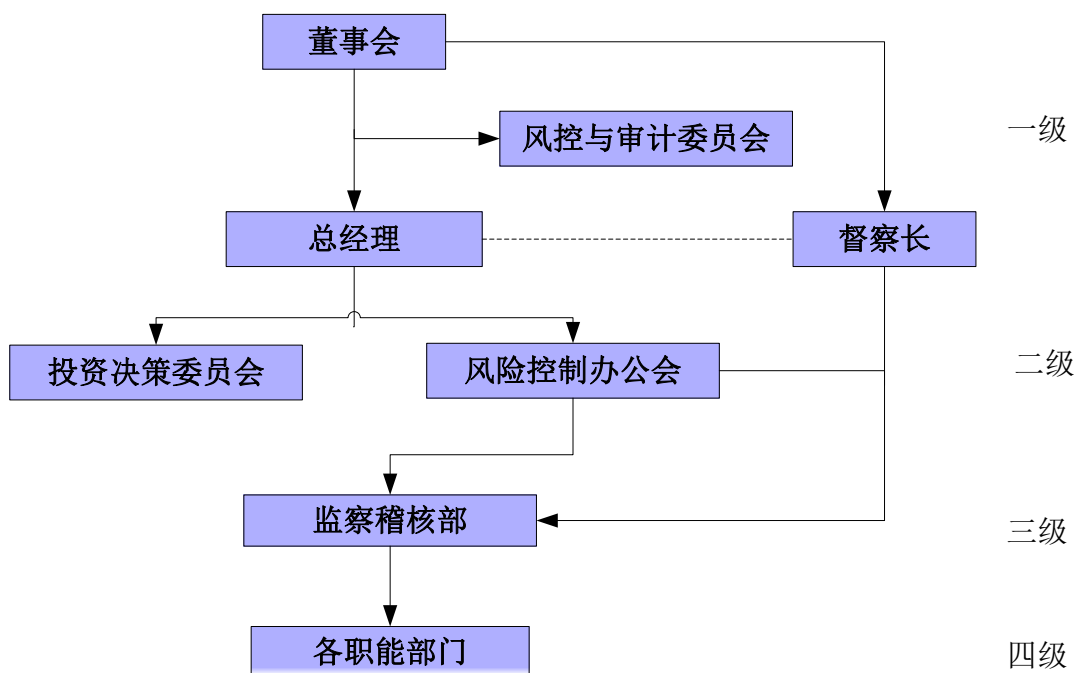 董事会
风控与审计委员会
一级
总经理
督察长
投资决策委员会
风险控制办公会
二级
监察稽核部
三级
各职能部门
四级